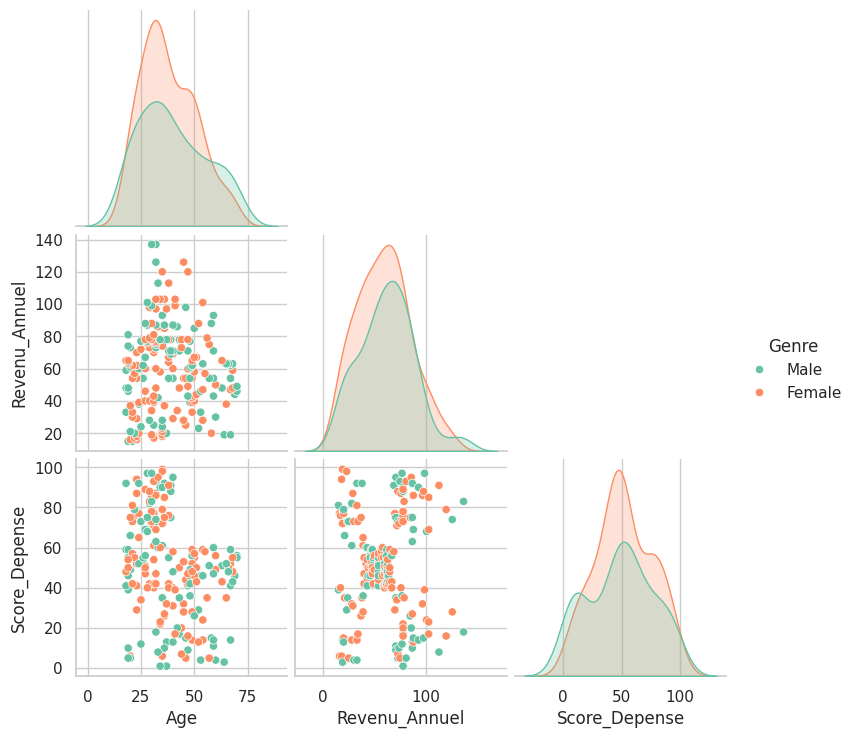 140
120
100
80
60
40
20
Revenu_Annuel
Genre
Male
Female
100
80
60
40
20
0
Score_Depense
0 25 50 75
0 100
0 50 100
Age
Revenu_Annuel
Score_Depense